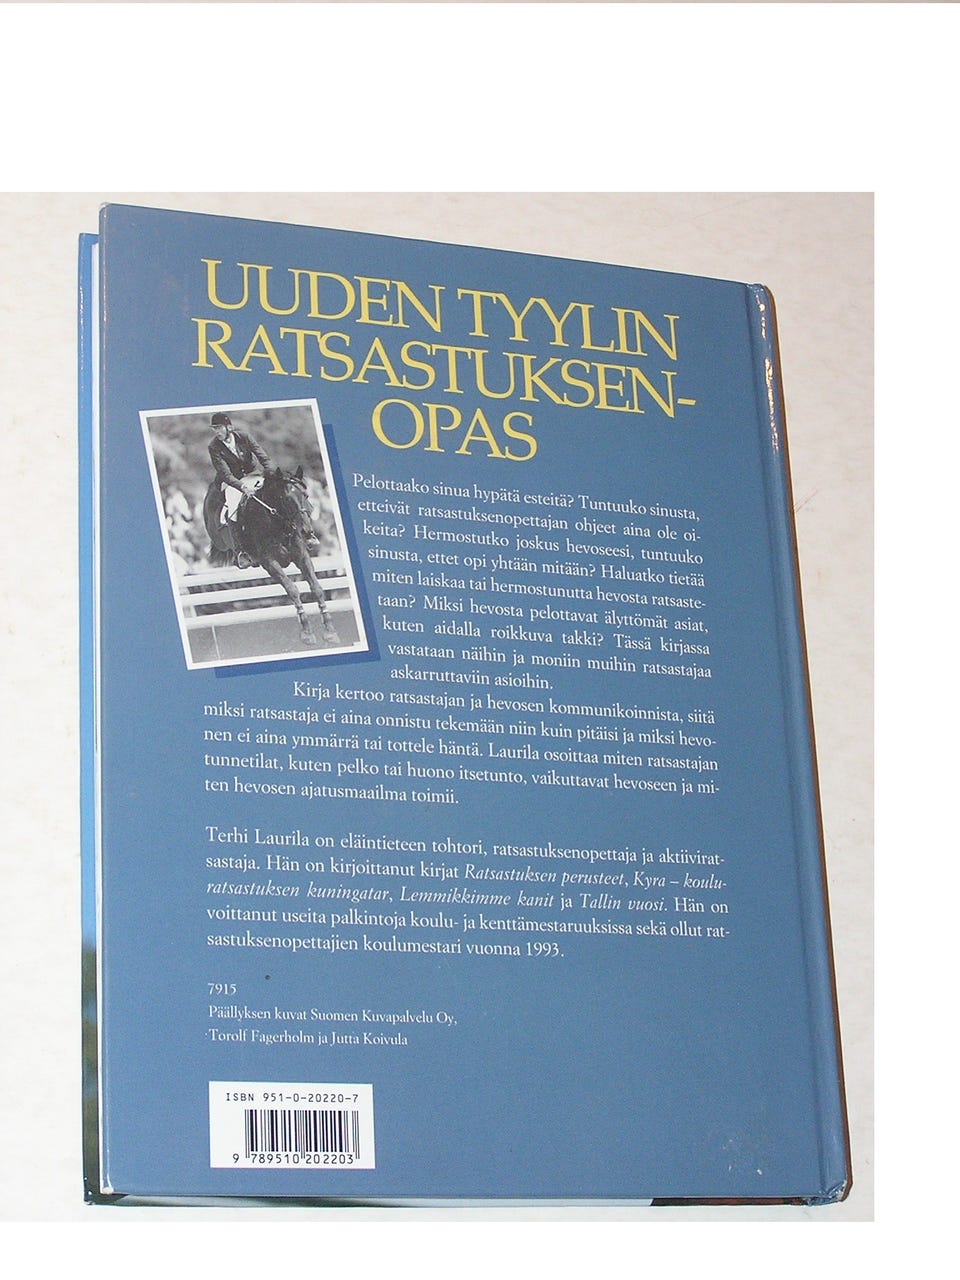 UUDEN TYYLIN
RATSASTUKSEN-
OPAS
Pelottaako sinua hypätä esteitä? Tuntuuko sinusta,
etteivät ratsastuksenopettajan ohjeet aina ole oi-
keita? Hermostutko joskus hevoseesi, tuntuuko
sinusta, ettet opi yhtään mitään? Haluatko tietää
miten laiskaa tai hermostunutta hevosta ratsaste-
taan? Miksi hevosta pelottavat älyttömät asiat,
kuten aidalla roikkuva takki? Tässä kirjassa
vastataan näihin ja moniin muihin ratsastajaa
askarruttaviin asioihin.
Kirja kertoo ratsastajan ja hevosen kommunikoinnista, siitä
miksi ratsastaja ei aina onnistu tekemään niin kuin pitäisi ja miksi hevo-
nen ei aina ymmärrä tai tottele häntä. Laurila osoittaa miten ratsastajan
tunnetilat, kuten pelko tai huono itsetunto, vaikuttavat hevoseen ja mi-
ten hevosen ajatusmaailma toimii.
Terhi Laurila on eläintieteen tohtori, ratsastuksenopettaja ja aktiivirat-
sastaja. Hän on kirjoittanut kirjat Ratsastuksen perusteet, Kyra – koulu-
ratsastuksen kuningatar, Lemmikkimme kanit ja Tallin vuosi. Hän on
voittanut useita palkintoja koulu- ja kenttämestaruuksissa sekä ollut rat-
sastuksenopettajien koulumestari vuonna 1993.
7915
Päällyksen kuvat Suomen Kuvapalvelu Oy,
Torolf Fagerholm ja Jutta Koivula
ISBN 951-0-20220-7
9 789510 202203